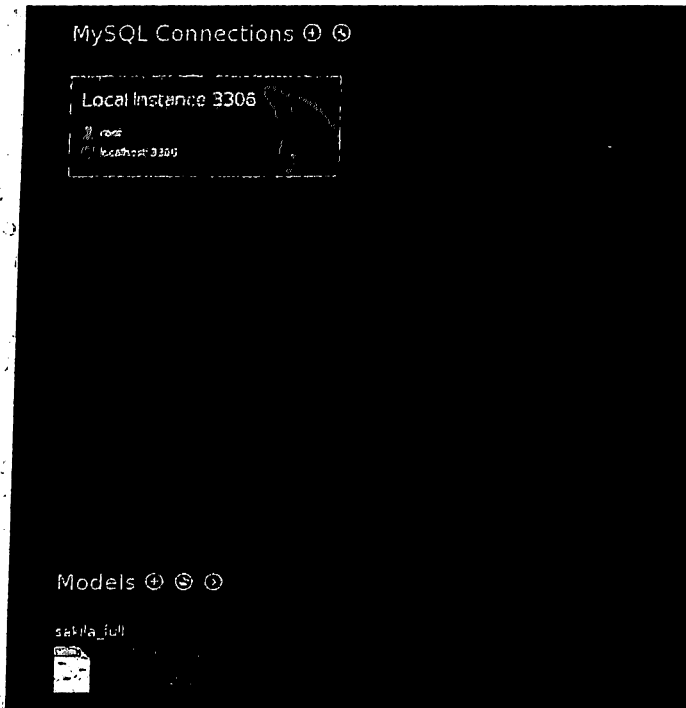 MySQL Connections
Local Instance 3306
root
localhost:3306
Models
sakila_full